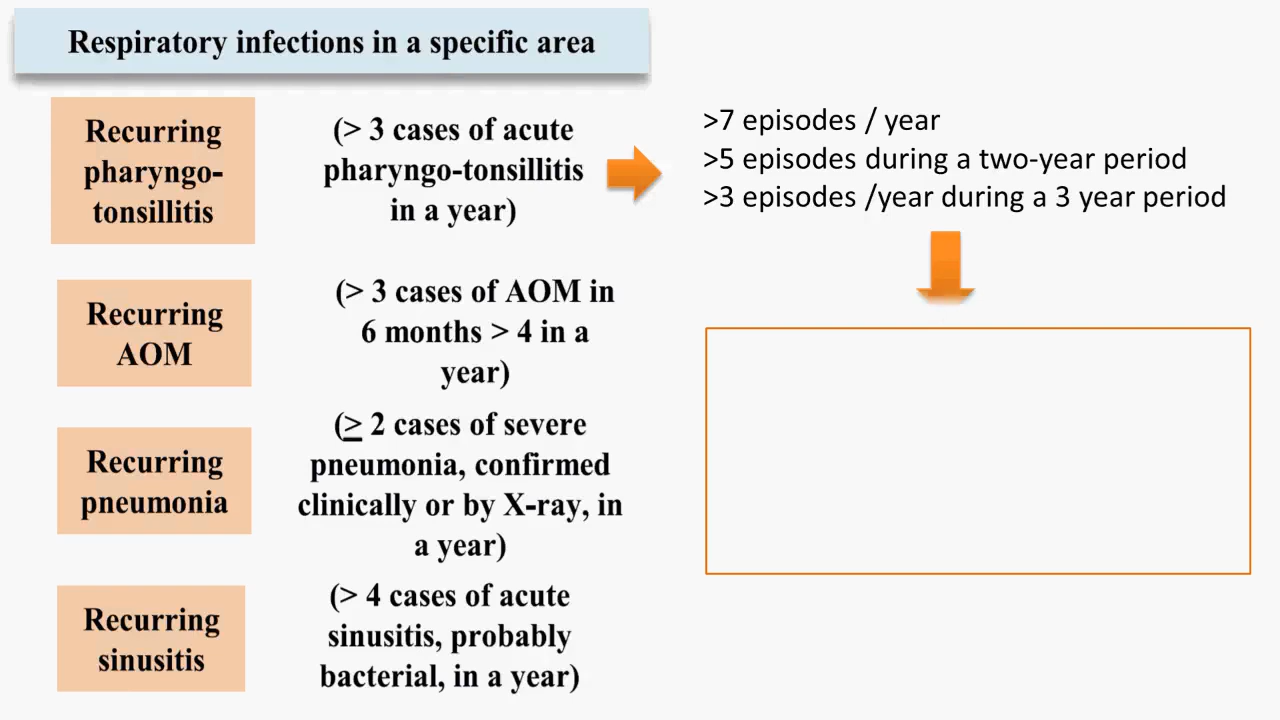 Respiratory infections in a specific area
Recurring
pharyngo-
tonsillitis
(> 3 cases of acute
pharyngo-tonsillitis
in a year)
>7 episodes / year
>5 episodes during a two-year period
>3 episodes /year during a 3 year period
Recurring
AOM
(> 3 cases of AOM in
6 months > 4 in a
year)
Recurring
pneumonia
(≥ 2 cases of severe
pneumonia, confirmed
clinically or by X-ray, in
a year)
Recurring
sinusitis
(> 4 cases of acute
sinusitis, probably
bacterial, in a year)